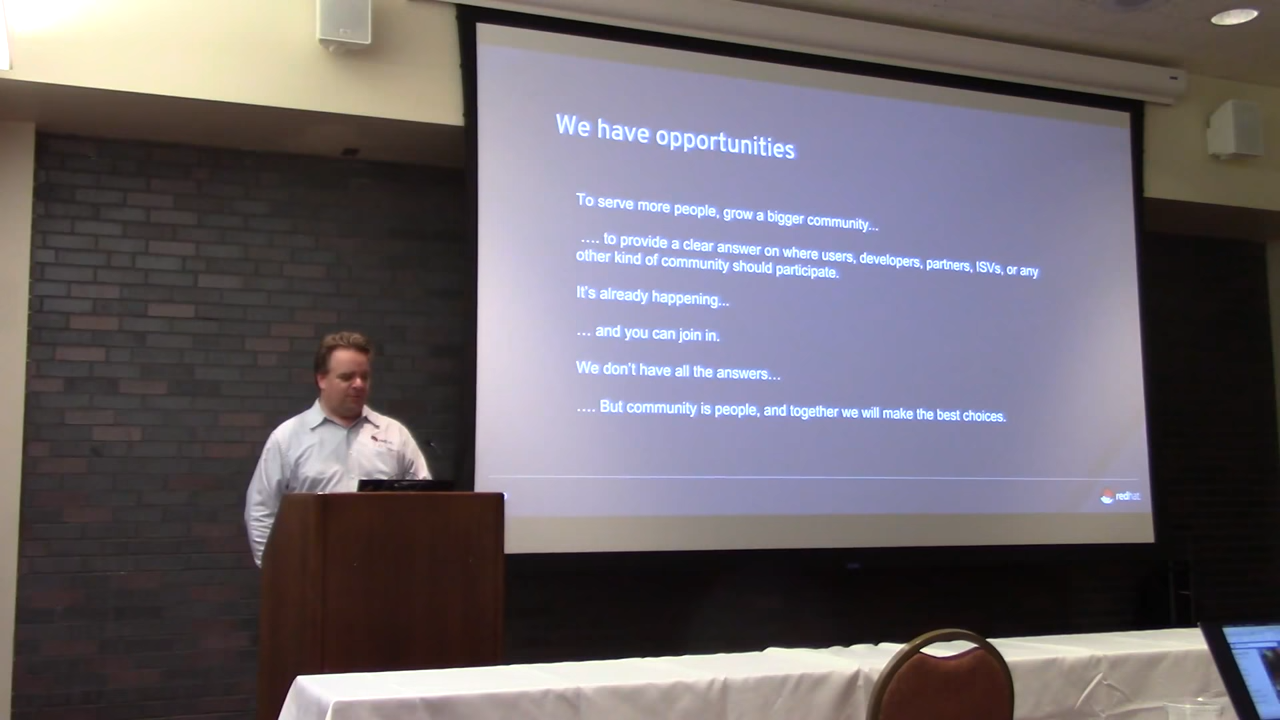 We have opportunities
To serve more people, grow a bigger community...
.... to provide a clear answer on where users, developers, partners, ISVs, or any
other kind of community should participate.
It's already happening...
... and you can join in.
We don't have all the answers...
.... But community is people, and together we will make the best choices.
redhat